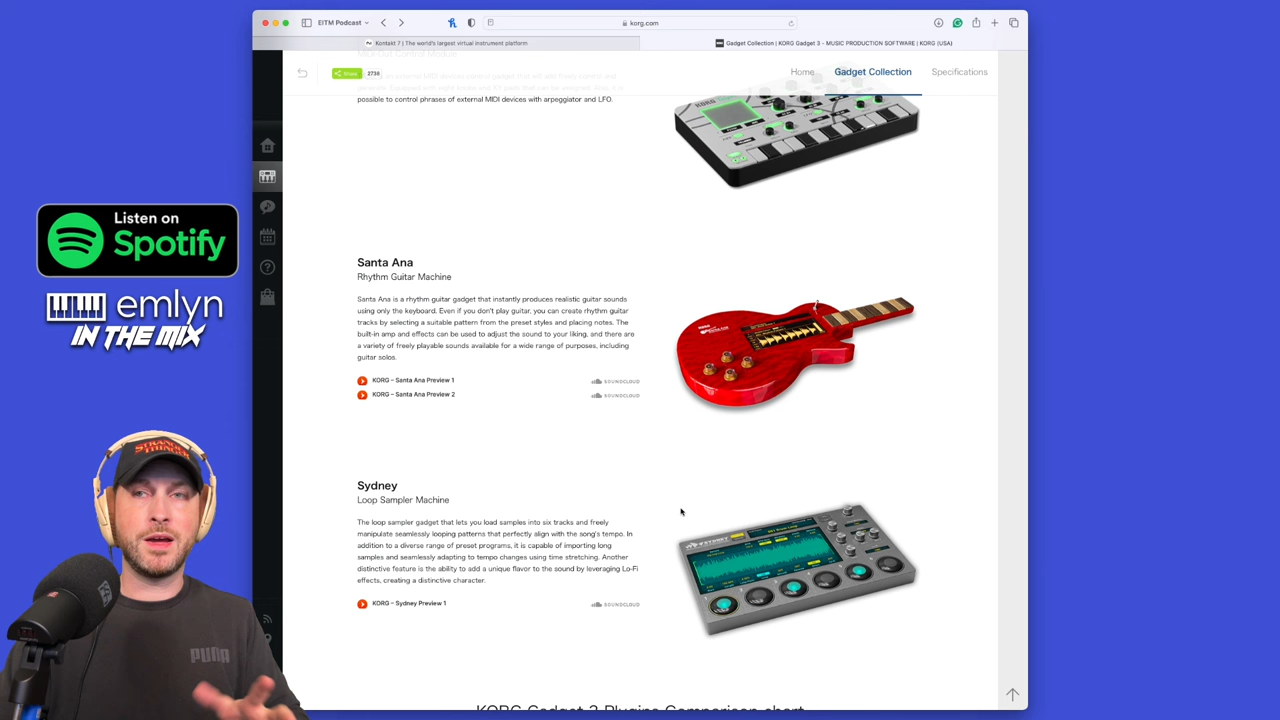 EITM Podcast
korg.com
Kontakt 7 | The world's largest virtual instrument platform
Gadget Collection | KORG Gadget 3 - MUSIC PRODUCTION SOFTWARE | KORG (USA)
MIDI Out Control Module
Share
2738
Home
Gadget Collection
Specifications
possible to control phrases of external MIDI devices with arpeggiator and LFO.
Listen on
Spotify
emlyn
IN THE MIX
Santa Ana
Rhythm Guitar Machine
Santa Ana is a rhythm guitar gadget that instantly produces realistic guitar sounds
using only the keyboard. Even if you don't play guitar, you can create rhythm guitar
tracks by selecting a suitable pattern from the preset styles and placing notes. The
built-in amp and effects can be used to adjust the sound to your liking, and there are
a variety of freely playable sounds available for a wide range of purposes, including
guitar solos.
KORG – Santa Ana Preview 1
SOUNDCLOUD
KORG – Santa Ana Preview 2
SOUNDCLOUD
Sydney
Loop Sampler Machine
The loop sampler gadget that lets you load samples into six tracks and freely
manipulate seamlessly looping patterns that perfectly align with the song's tempo. In
addition to a diverse range of preset programs, it is capable of importing long
samples and seamlessly adapting to tempo changes using time stretching. Another
distinctive feature is the ability to add a unique flavor to the sound by leveraging Lo-Fi
effects, creating a distinctive character.
KORG – Sydney Preview 1
SOUNDCLOUD
SYDNEY
STRANGER
THINGS
PUMA
KORG Gadget 3 Plugins Comparison chart